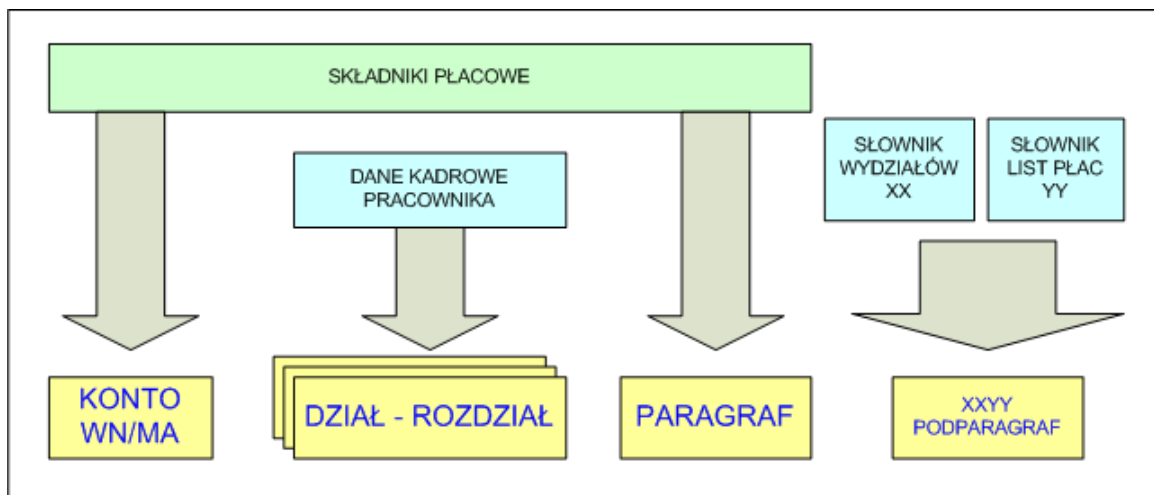 SKŁADNIKI PŁACOWE
DANE KADROWE
PRACOWNIKA
SŁOWNIK
WYDZIAŁÓW
XX
SŁOWNIK
LIST PŁAC
YY
KONTO
WN/MA
DZIAŁ - ROZDZIAŁ
PARAGRAF
XXYY
PODPARAGRAF